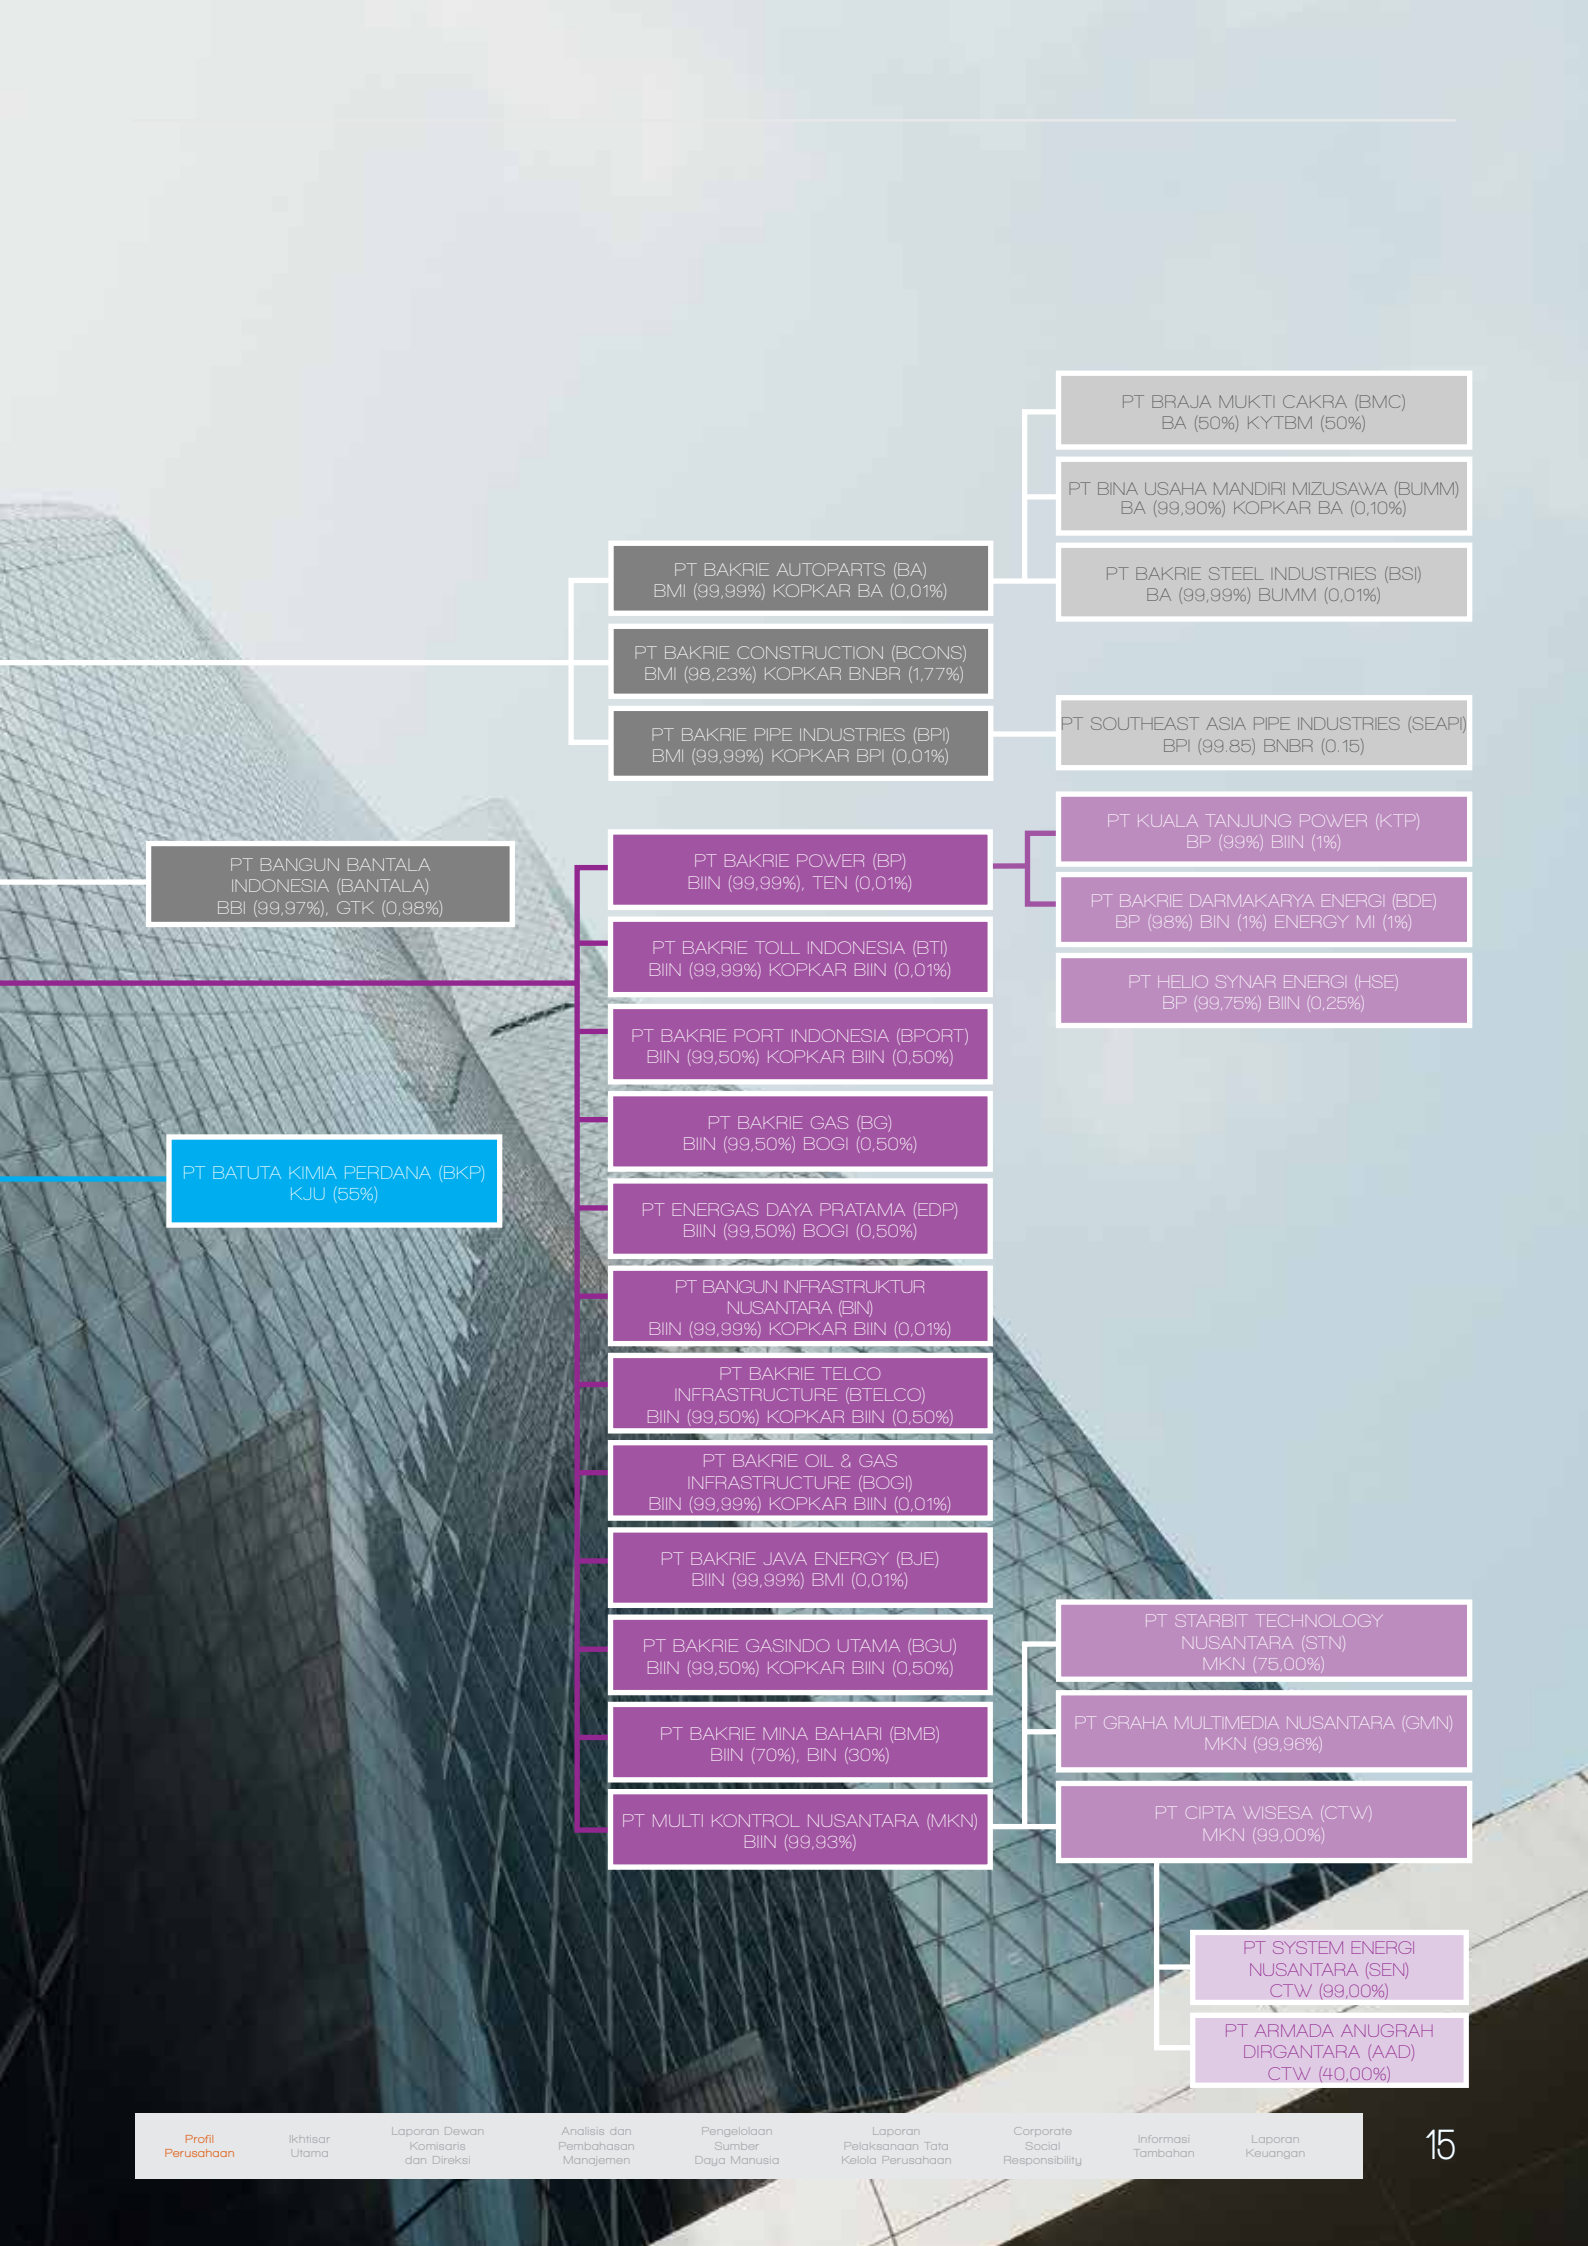 PT BRAJA MUKTI CAKRA (BMC)
BA (50%) KYTBM (50%)
PT BINA USAHA MANDIRI MIZUSAWA (BUMM)
BA (99,90%) KOPKAR BA (0,10%)
PT BAKRIE STEEL INDUSTRIES (BSI)
BA (99,99%) BUMM (0,01%)
PT BAKRIE AUTOPARTS (BA)
BMI (99,99%) KOPKAR BA (0,01%)
PT BAKRIE CONSTRUCTION (BCONS)
BMI (98,23%) KOPKAR BNBR (1,77%)
PT BAKRIE PIPE INDUSTRIES (BPI)
BMI (99,99%) KOPKAR BPI (0,01%)
PT SOUTHEAST ASIA PIPE INDUSTRIES (SEAPI)
BPI (99.85) BNBR (0.15)
PT BANGUN BANTALA
INDONESIA (BANTALA)
BBI (99,97%), GTK (0,98%)
PT BATUTA KIMIA PERDANA (BKP)
KJU (55%)
PT BAKRIE POWER (BP)
BIIN (99,99%), TEN (0,01%)
PT BAKRIE TOLL INDONESIA (BTI)
BIIN (99,99%) KOPKAR BIIN (0,01%)
PT BAKRIE PORT INDONESIA (BPORT)
BIIN (99,50%) KOPKAR BIIN (0,50%)
PT BAKRIE GAS (BG)
BIIN (99,50%) BOGI (0,50%)
PT ENERGAS DAYA PRATAMA (EDP)
BIIN (99,50%) BOGI (0,50%)
PT BANGUN INFRASTRUKTUR
NUSANTARA (BIN)
BIIN (99,99%) KOPKAR BIIN (0,01%)
PT BAKRIE TELCO
INFRASTRUCTURE (BTELCO)
BIIN (99,50%) KOPKAR BIIN (0,50%)
PT BAKRIE OIL & GAS
INFRASTRUCTURE (BOGI)
BIIN (99,99%) KOPKAR BIIN (0,01%)
PT BAKRIE JAVA ENERGY (BJE)
BIIN (99,99%) BMI (0,01%)
PT BAKRIE GASINDO UTAMA (BGU)
BIIN (99,50%) KOPKAR BIIN (0,50%)
PT BAKRIE MINA BAHARI (BMB)
BIIN (70%), BIN (30%)
PT MULTI KONTROL NUSANTARA (MKN)
BIIN (99,93%)
PT KUALA TANJUNG POWER (KTP)
BP (99%) BIIN (1%)
PT BAKRIE DARMAKARYA ENERGI (BDE)
BP (98%) BIN (1%) ENERGY MI (1%)
PT HELIO SYNAR ENERGI (HSE)
BP (99,75%) BIIN (0,25%)
PT STARBIT TECHNOLOGY
NUSANTARA (STN)
MKN (75,00%)
PT GRAHA MULTIMEDIA NUSANTARA (GMN)
MKN (99,96%)
PT CIPTA WISESA (CTW)
MKN (99,00%)
PT SYSTEM ENERGI
NUSANTARA (SEN)
CTW (99,00%)
PT ARMADA ANUGRAH
DIRGANTARA (AAD)
CTW (40,00%)
Profil
Perusahaan
Ikhtisar
Utama
Laporan Dewan
Komisaris
dan Direksi
Analisis dan
Pembahasan
Manajemen
Pengelolaan
Sumber
Daya Manusia
Laporan
Pelaksanaan Tata
Kelola Perusahaan
Corporate
Social
Responsibility
Informasi
Tambahan
Laporan
Keuangan
15